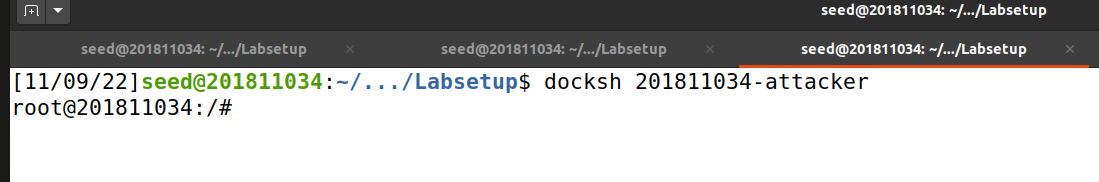 seed@201811034: ~/.../Labsetup
seed@201811034: ~/.../Labsetup × seed@201811034: ~/.../Labsetup × seed@201811034: ~/.../Labsetup ×
[11/09/22]seed@201811034:~/.../Labsetup$ docksh 201811034-attacker
root@201811034:/#